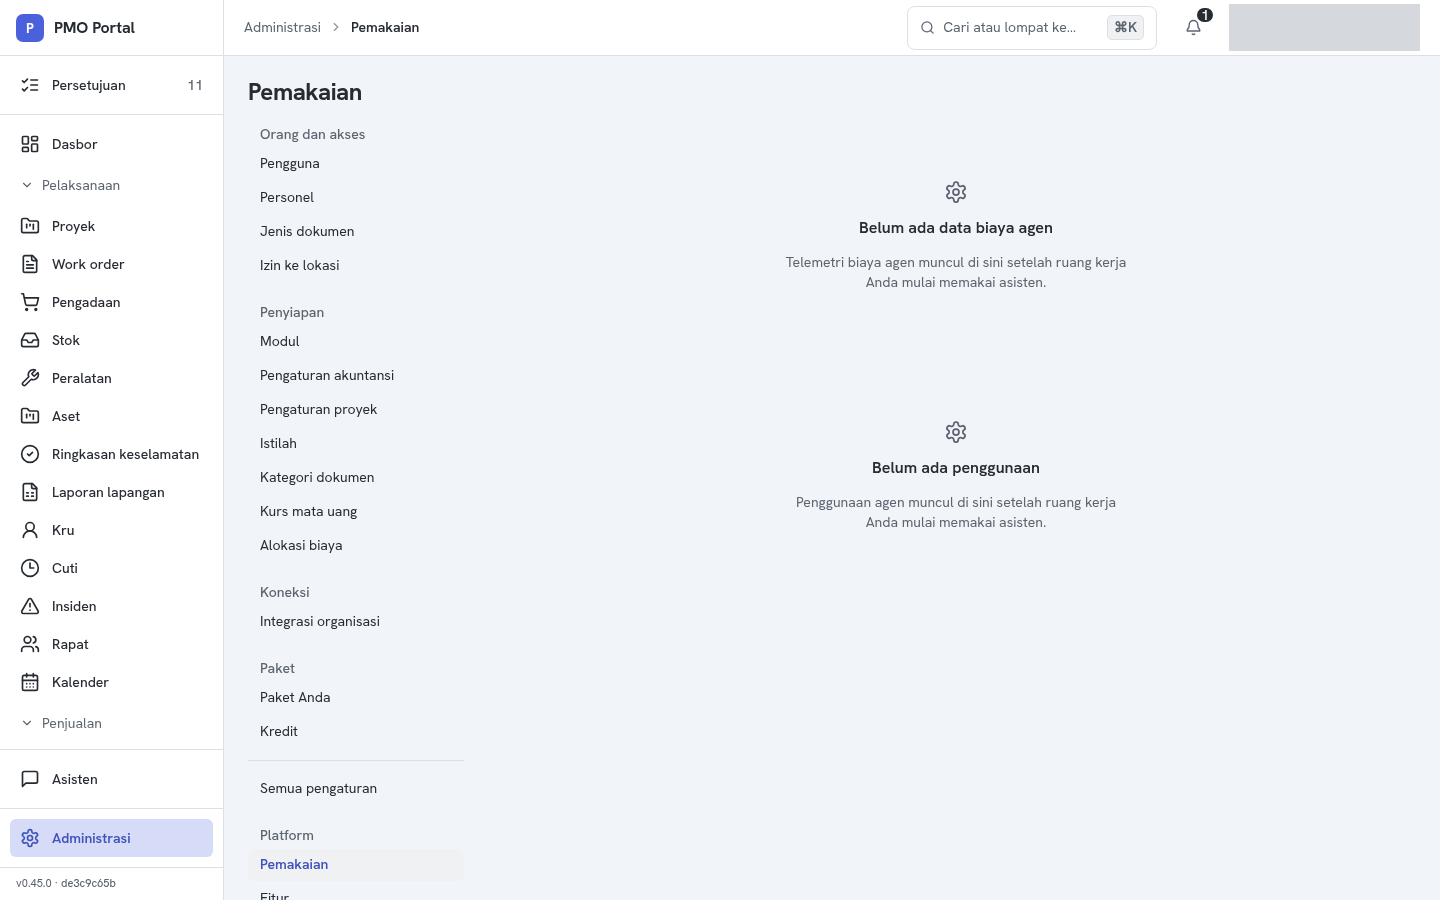 P PMO Portal
Administrasi > Pemakaian
Cari atau lompat ke...
⌘K
1
Persetujuan 11
Dasbor
Pelaksanaan
Proyek
Work order
Pengadaan
Stok
Peralatan
Aset
Ringkasan keselamatan
Laporan lapangan
Kru
Cuti
Insiden
Rapat
Kalender
Penjualan
Asisten
Administrasi
v0.45.0 · de3c9c65b
Pemakaian
Orang dan akses
Pengguna
Personel
Jenis dokumen
Izin ke lokasi
Penyiapan
Modul
Pengaturan akuntansi
Pengaturan proyek
Istilah
Kategori dokumen
Kurs mata uang
Alokasi biaya
Koneksi
Integrasi organisasi
Paket
Paket Anda
Kredit
Semua pengaturan
Platform
Pemakaian
Fitur
Belum ada data biaya agen
Telemetri biaya agen muncul di sini setelah ruang kerja
Anda mulai memakai asisten.
Belum ada penggunaan
Penggunaan agen muncul di sini setelah ruang kerja
Anda mulai memakai asisten.